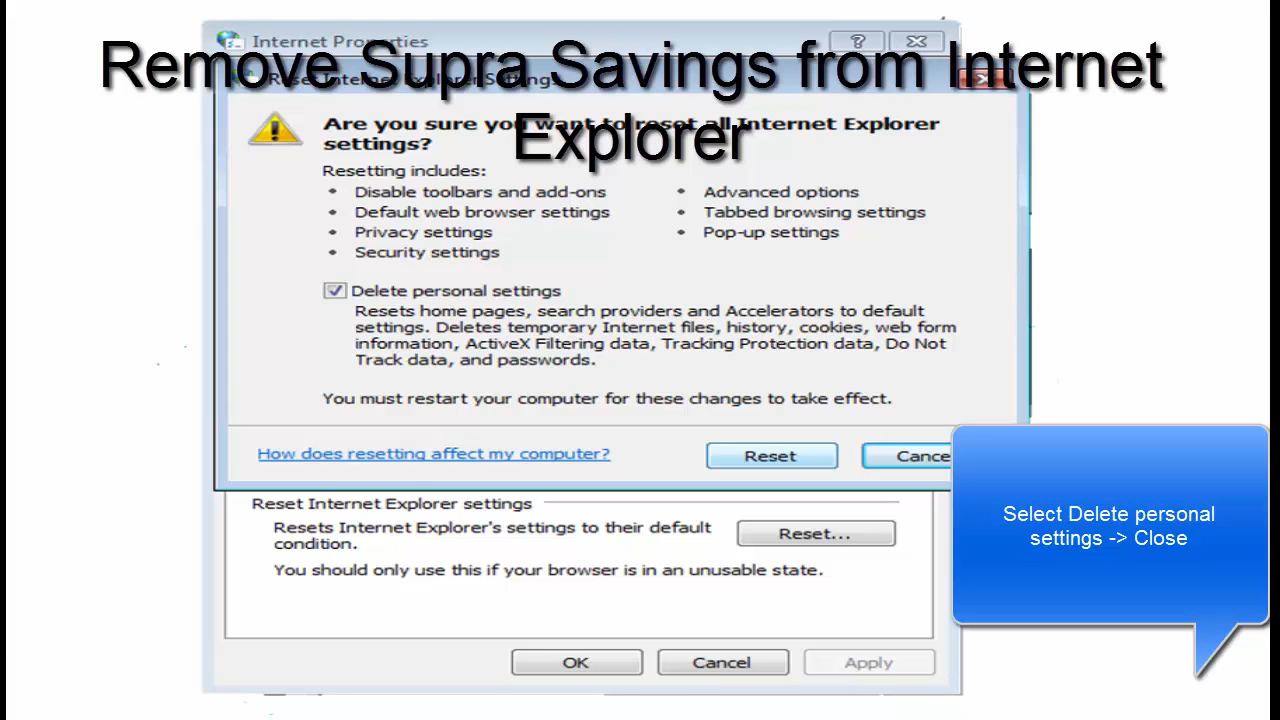 Internet Properties
Remove Supra Savings from Internet
Explorer
Reset Internet Explorer Settings
Are you sure you want to reset all Internet Explorer
settings?
Resetting includes:
• Disable toolbars and add-ons
• Default web browser settings
• Privacy settings
• Security settings
• Advanced options
• Tabbed browsing settings
• Pop-up settings
Delete personal settings
Resets home pages, search providers and Accelerators to default
settings. Deletes temporary Internet files, history, cookies, web form
information, ActiveX Filtering data, Tracking Protection data, Do Not
Track data, and passwords.
You must restart your computer for these changes to take effect.
How does resetting affect my computer?
Reset
Cance
Select Delete personal
settings -> Close
Reset Internet Explorer settings
Resets Internet Explorer's settings to their default
condition.
Reset...
You should only use this if your browser is in an unusable state.
OK
Cancel
Apply